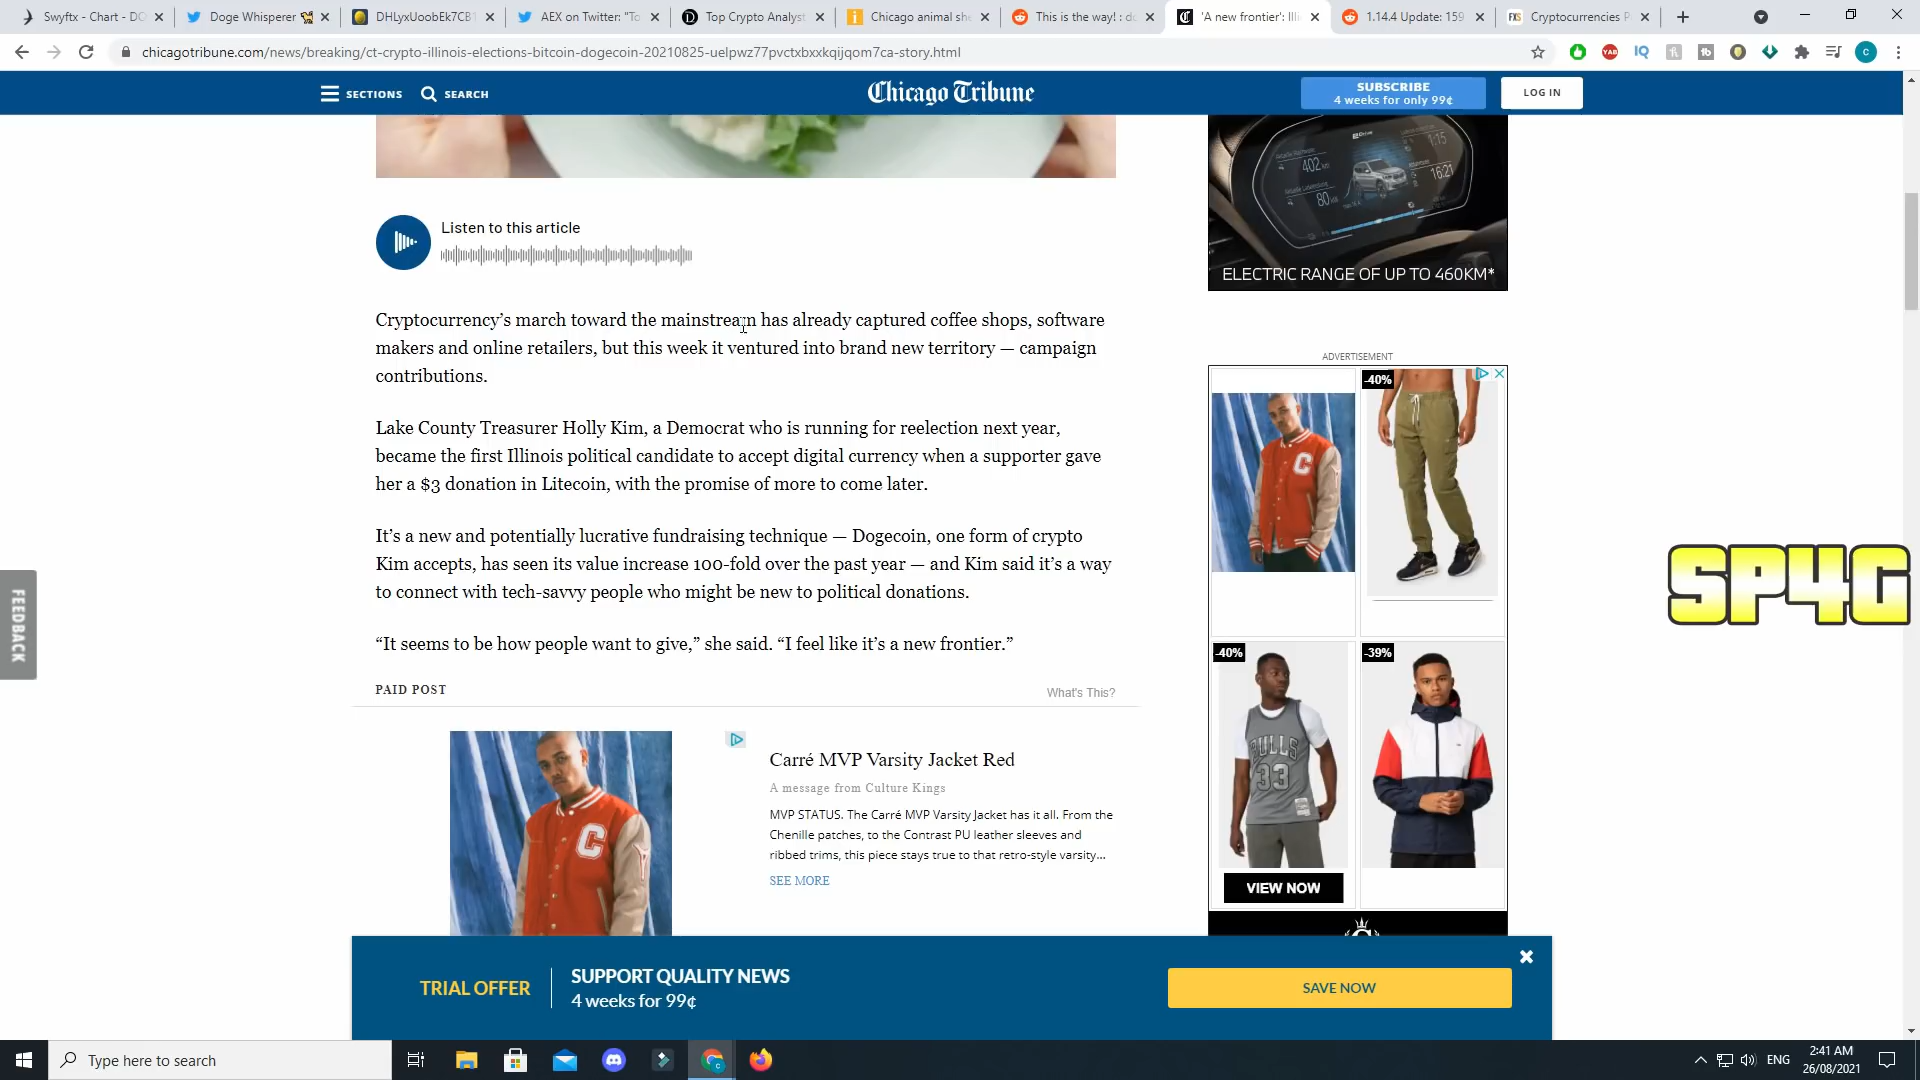 Swyftx - Chart - DO
Doge Whisperer
DHLyxUoobEk7CB1
AEX on Twitter: "To
Top Crypto Analyst
Chicago animal she
This is the way! : do
'A new frontier': Illi
1.14.4 Update: 159
Cryptocurrencies P
chicagotribune.com/news/breaking/ct-crypto-illinois-elections-bitcoin-dogecoin-20210825-uelpwz77pvctxbxxkqijqom7ca-story.html
SECTIONS
SEARCH
Chicago Tribune
SUBSCRIBE
4 weeks for only 99¢
LOG IN
402 km
80
1:15
16:21
ELECTRIC RANGE OF UP TO 460KM*
Listen to this article
Cryptocurrency's march toward the mainstream has already captured coffee shops, software
makers and online retailers, but this week it ventured into brand new territory — campaign
contributions.
Lake County Treasurer Holly Kim, a Democrat who is running for reelection next year,
became the first Illinois political candidate to accept digital currency when a supporter gave
her a $3 donation in Litecoin, with the promise of more to come later.
It's a new and potentially lucrative fundraising technique — Dogecoin, one form of crypto
Kim accepts, has seen its value increase 100-fold over the past year — and Kim said it's a way
to connect with tech-savvy people who might be new to political donations.
“It seems to be how people want to give,” she said. “I feel like it's a new frontier.”
PAID POST
What's This?
Carré MVP Varsity Jacket Red
A message from Culture Kings
MVP STATUS. The Carré MVP Varsity Jacket has it all. From the
Chenille patches, to the Contrast PU leather sleeves and
ribbed trims, this piece stays true to that retro-style varsity...
SEE MORE
ADVERTISEMENT
-40%
-40%
-39%
C
C
BULLS
33
VIEW NOW
SP4G
FEEDBACK
TRIAL OFFER
SUPPORT QUALITY NEWS
4 weeks for 99¢
SAVE NOW
Type here to search
ENG
2:41 AM
26/08/2021